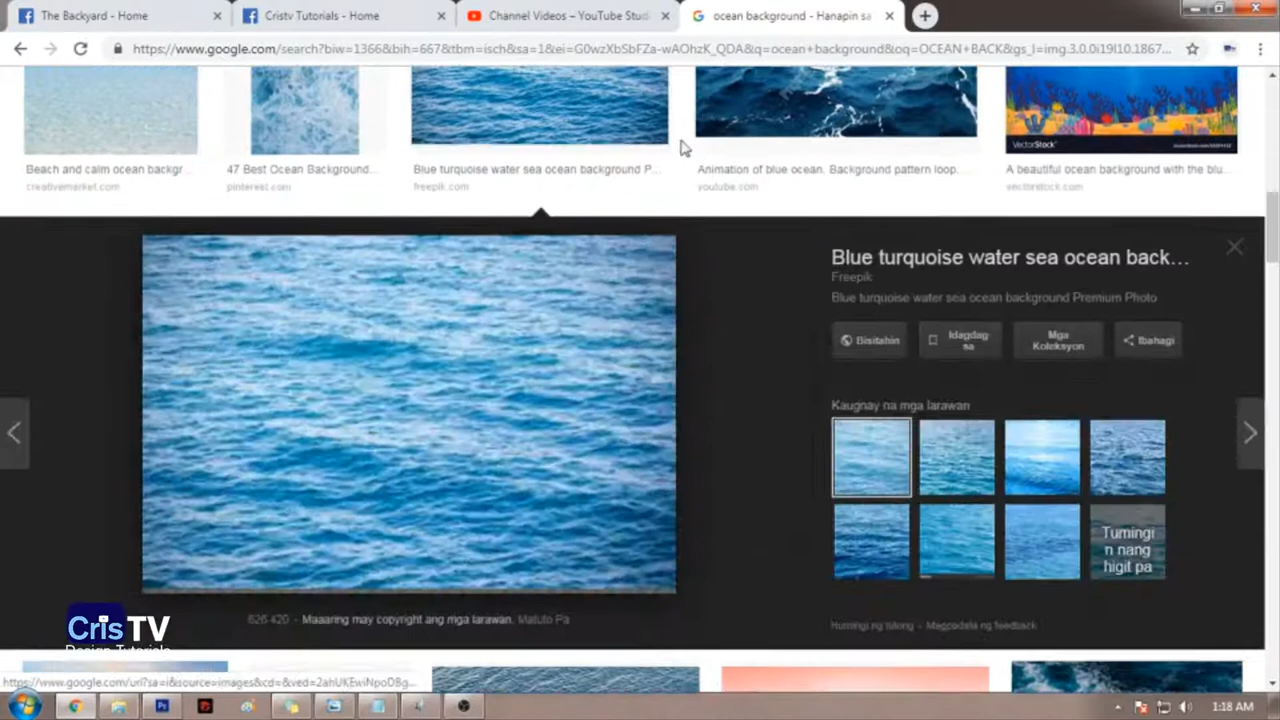 The Backyard - Home
Cristv Tutorials - Home
Channel Videos - YouTube Stud
ocean background - Hanapin sa
https://www.google.com/search?biw=1366&bih=667&tbm=isch&sa=1&ei=G0wzXbSbFZa-wAOhzK_QDA&q=ocean+background&oq=OCEAN+BACK&gs_l=img.3.0.0i19l10.1867...
Beach and calm ocean backgr...
creativemarket.com
47 Best Ocean Background...
pinterest.com
Blue turquoise water sea ocean background P...
freepik.com
Animation of blue ocean. Background pattern loop...
youtube.com
VectorStock
A beautiful ocean background with the blu...
vectorstock.com
Blue turquoise water sea ocean back...
Freepik
Blue turquoise water sea ocean background Premium Photo
Bisitahin
Idagdag sa
Mga Koleksyon
Ibahagi
Kaugnay na mga larawan
Tumingi
n nang
higit pa
626 420 - Maaaring may copyright ang mga larawan. Matuto Pa
Humingi ng tulong - Magpadala ng feedback
CrisTV
Design Tutorials
https://www.google.com/url?sa=i&source=images&cd=&ved=2ahUKEwiNpoOBg...
1:18 AM